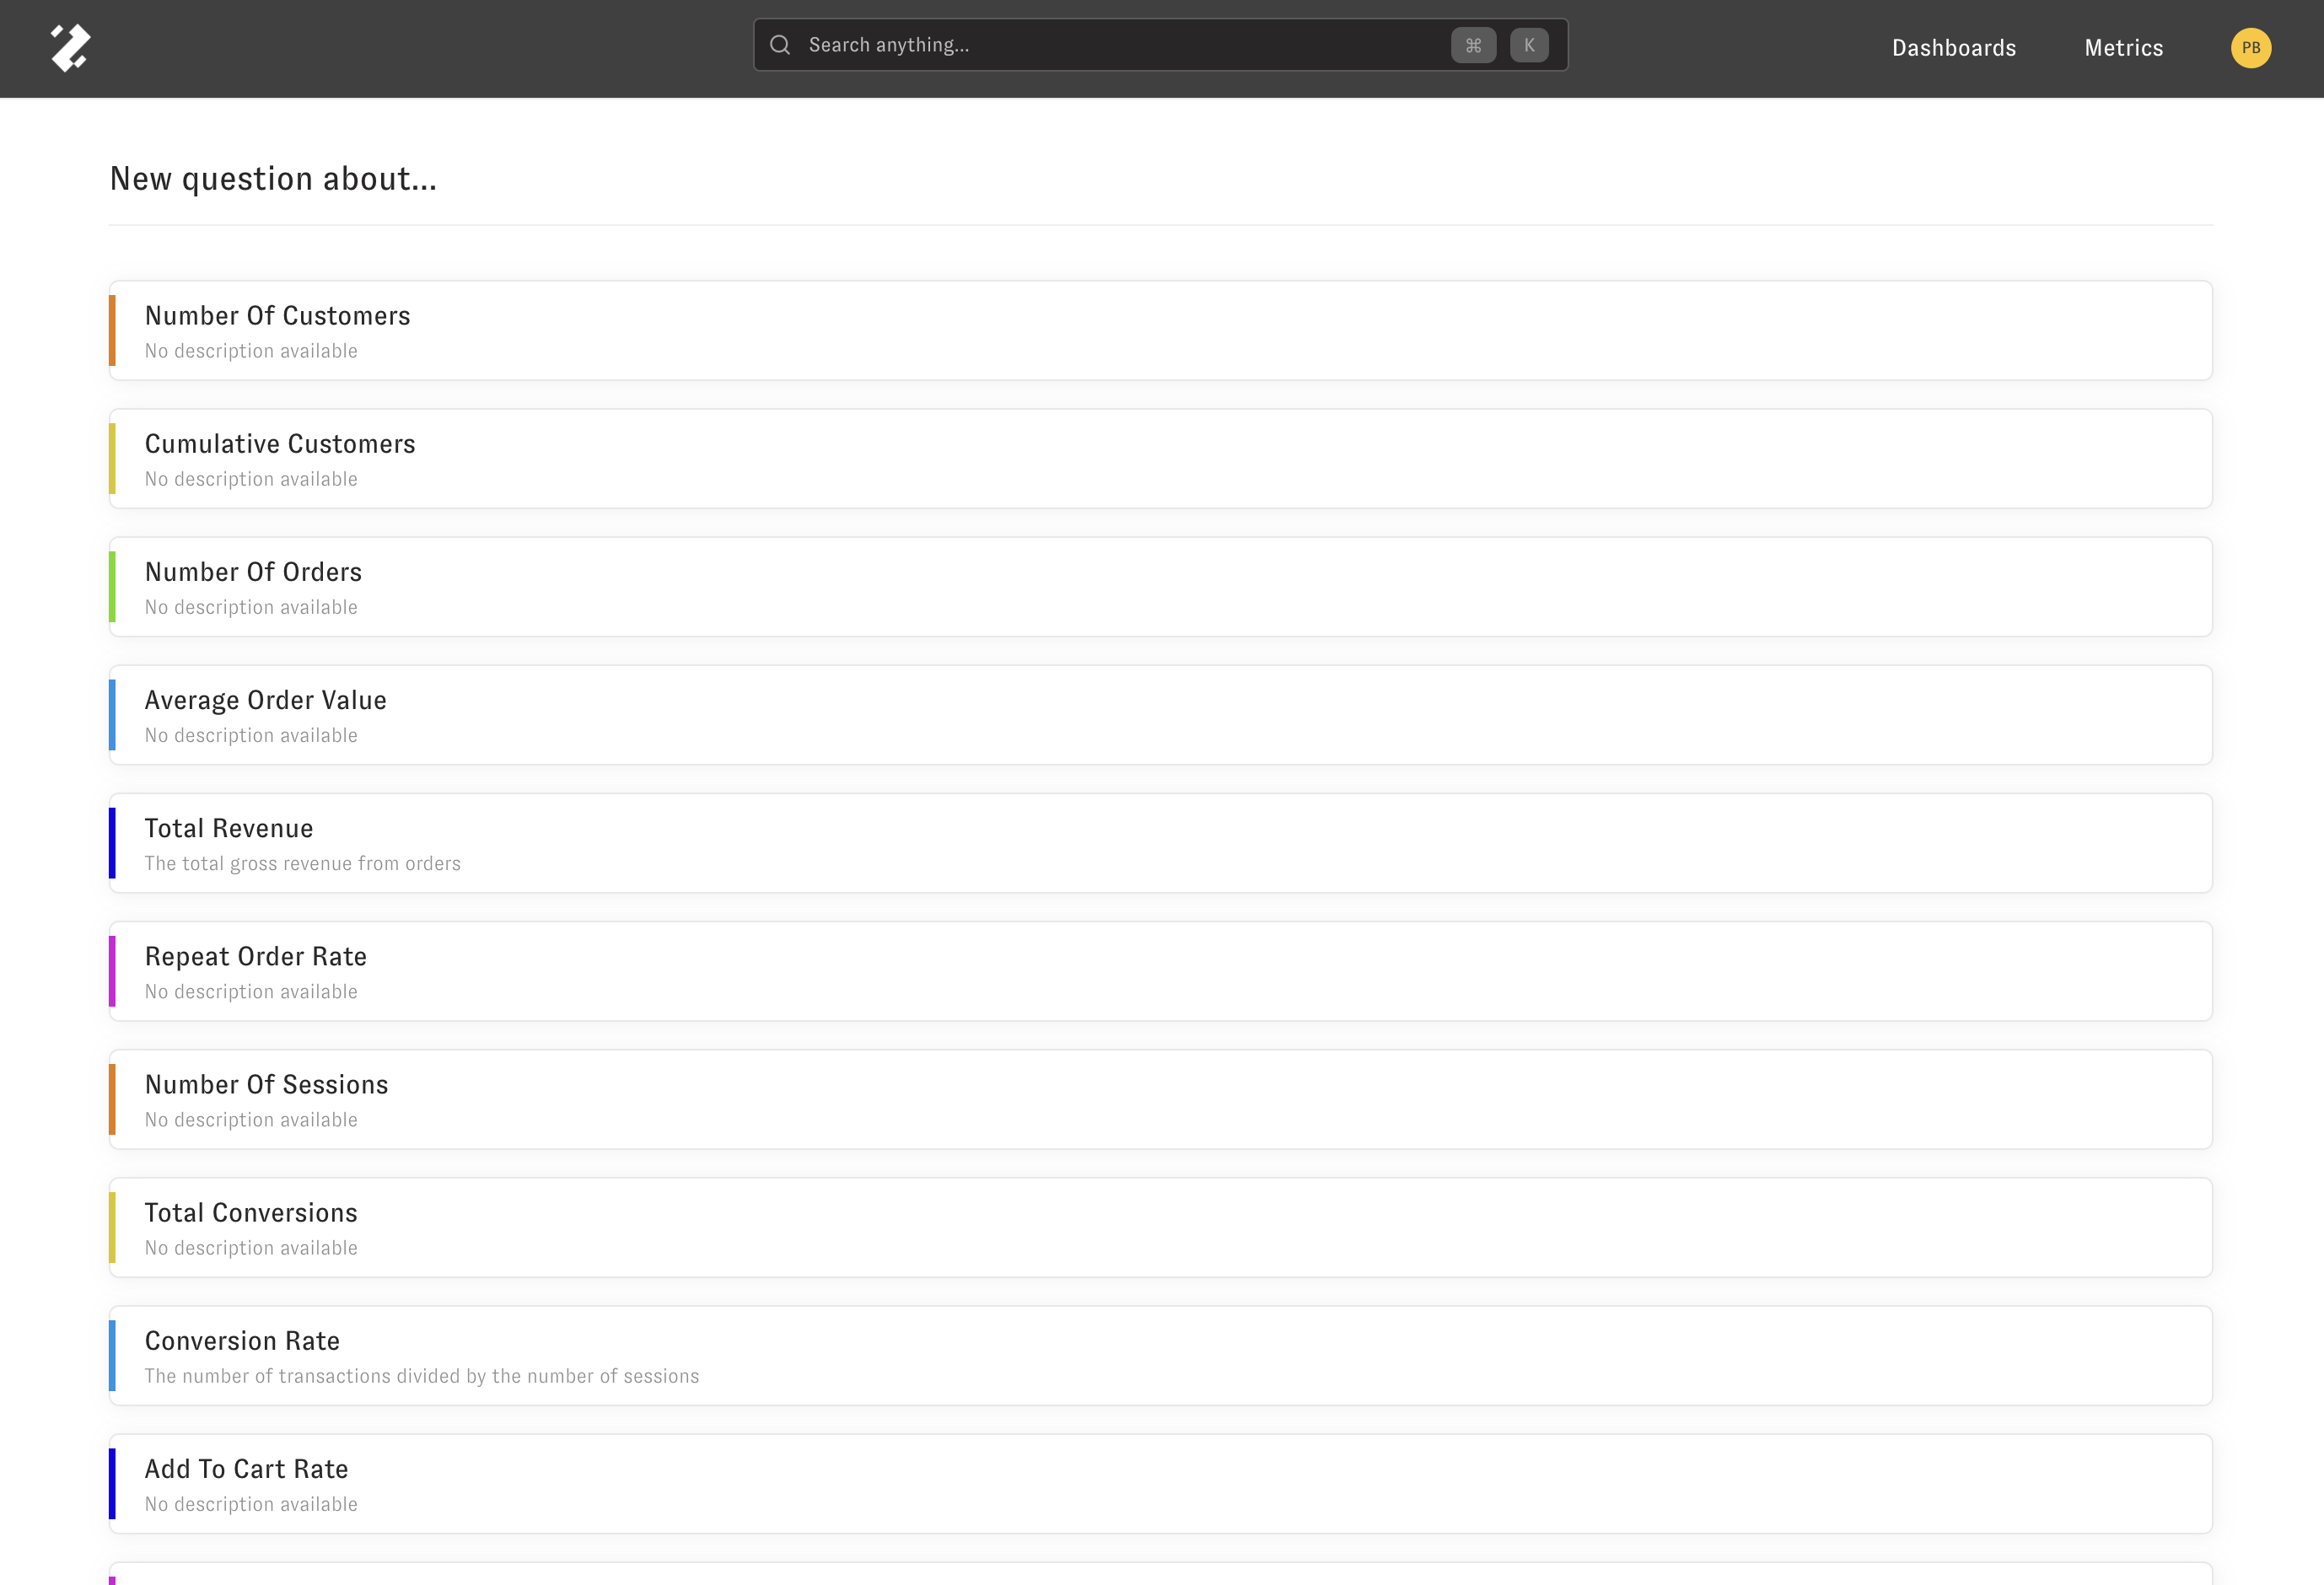 Search anything...
⌘ K
Dashboards
Metrics
PB
New question about...
Number Of Customers
No description available
Cumulative Customers
No description available
Number Of Orders
No description available
Average Order Value
No description available
Total Revenue
The total gross revenue from orders
Repeat Order Rate
No description available
Number Of Sessions
No description available
Total Conversions
No description available
Conversion Rate
The number of transactions divided by the number of sessions
Add To Cart Rate
No description available